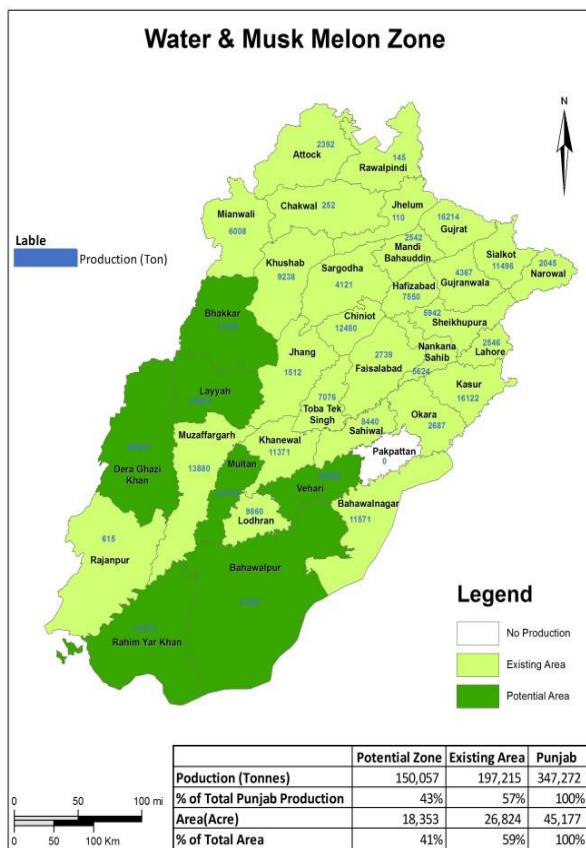 Water & Musk Melon Zone
N
2392
Attock
145
Rawalpindi
Chakwal 252
Jhelum
110
Mianwali
6008
16214
Gujrat
Lable
Production (Ton)
2542
Mandi
Bahauddin
Sialkot
11496
2045
Narowal
Khushab
9238
Sargodha
4121
4367
Gujranwala
Hafizabad
7550
5942
Sheikhupura
Bhakkar
Chiniot
12480
Nankana
Sahib
5624
2546
Lahore
Jhang
1512
2739
Faisalabad
Layyah
Kasur
16122
7076
Toba Tek
Singh
Okara
2687
8440
Sahiwal
Muzaffargarh
13880
Khanewal
11371
Pakpattan
0
Dera Ghazi
Khan
Multan
Vehari
9860
Lodhran
Bahawalnagar
11571
615
Rajanpur
Bahawalpur
Rahim Yar Khan
Legend
No Production
Existing Area
Potential Area
Potential Zone Existing Area Punjab
Poduction (Tonnes) 150,057 197,215 347,272
% of Total Punjab Production 43% 57% 100%
Area(Acre) 18,353 26,824 45,177
% of Total Area 41% 59% 100%
0 50 100 mi
0 50 100 Km